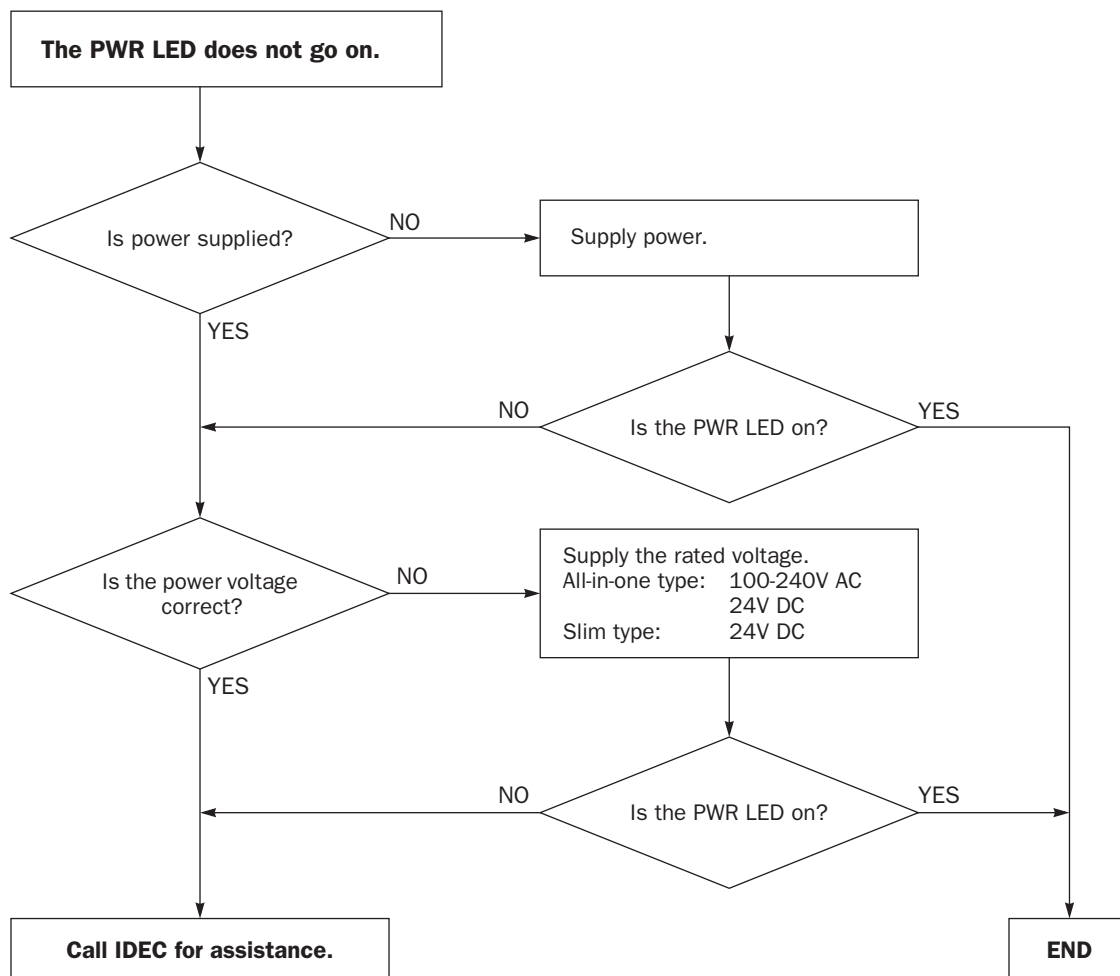 The PWR LED does not go on.
Is power supplied?
NO
Supply power.
YES
NO
Is the PWR LED on?
YES
Is the power voltage
correct?
NO
Supply the rated voltage.
All-in-one type: 100-240V AC
24V DC
Slim type: 24V DC
YES
NO
Is the PWR LED on?
YES
Call IDEC for assistance.
END